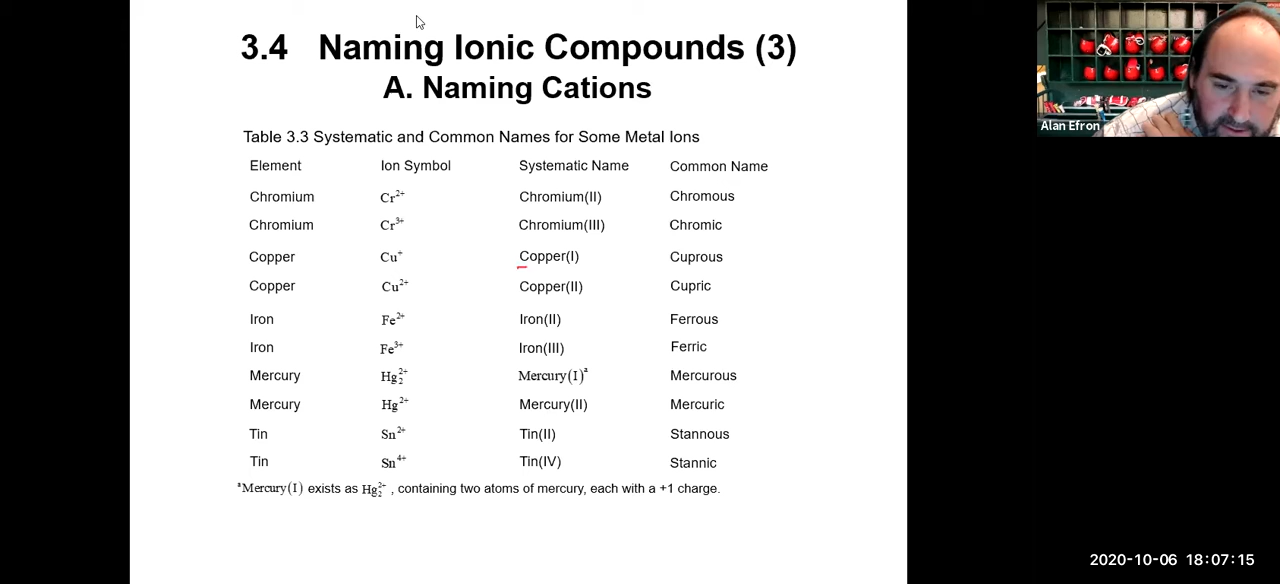 3.4 Naming Ionic Compounds (3)
A. Naming Cations
Table 3.3 Systematic and Common Names for Some Metal Ions
Element Ion Symbol Systematic Name Common Name
Chromium Cr²⁺ Chromium(II) Chromous
Chromium Cr³⁺ Chromium(III) Chromic
Copper Cu⁺ Copper(I) Cuprous
Copper Cu²⁺ Copper(II) Cupric
Iron Fe²⁺ Iron(II) Ferrous
Iron Fe³⁺ Iron(III) Ferric
Mercury Hg₂²⁺ Mercury(I)ᵃ Mercurous
Mercury Hg²⁺ Mercury(II) Mercuric
Tin Sn²⁺ Tin(II) Stannous
Tin Sn⁴⁺ Tin(IV) Stannic
ᵃMercury(I) exists as Hg₂²⁺ , containing two atoms of mercury, each with a +1 charge.
Alan Efron
2020-10-06 18:07:15